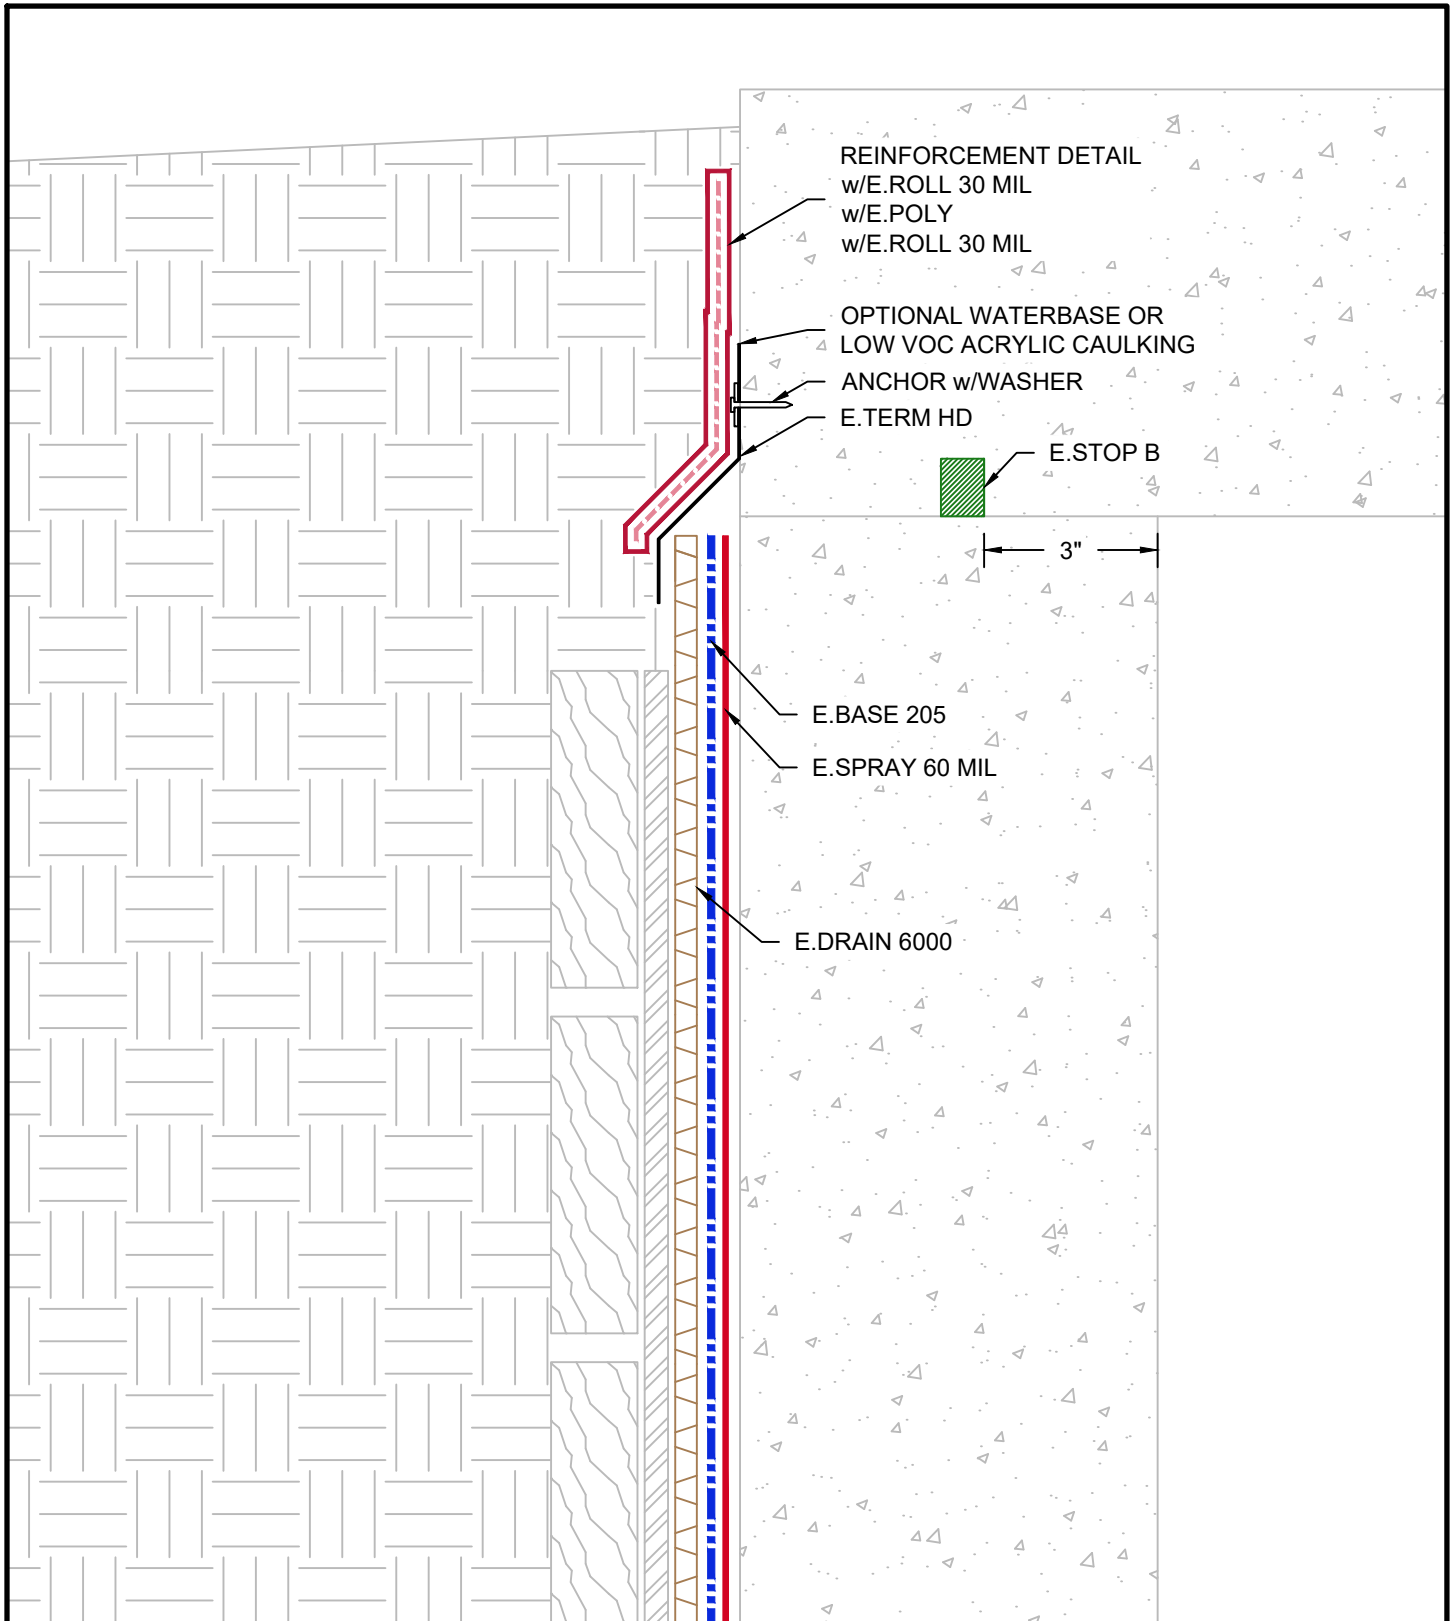 REINFORCEMENT DETAIL
w/E.ROLL 30 MIL
w/E.POLY
w/E.ROLL 30 MIL
OPTIONAL WATERBASE OR
LOW VOC ACRYLIC CAULKING
ANCHOR w/WASHER
E.TERM HD
E.STOP B
3"
E.BASE 205
E.SPRAY 60 MIL
E.DRAIN 6000